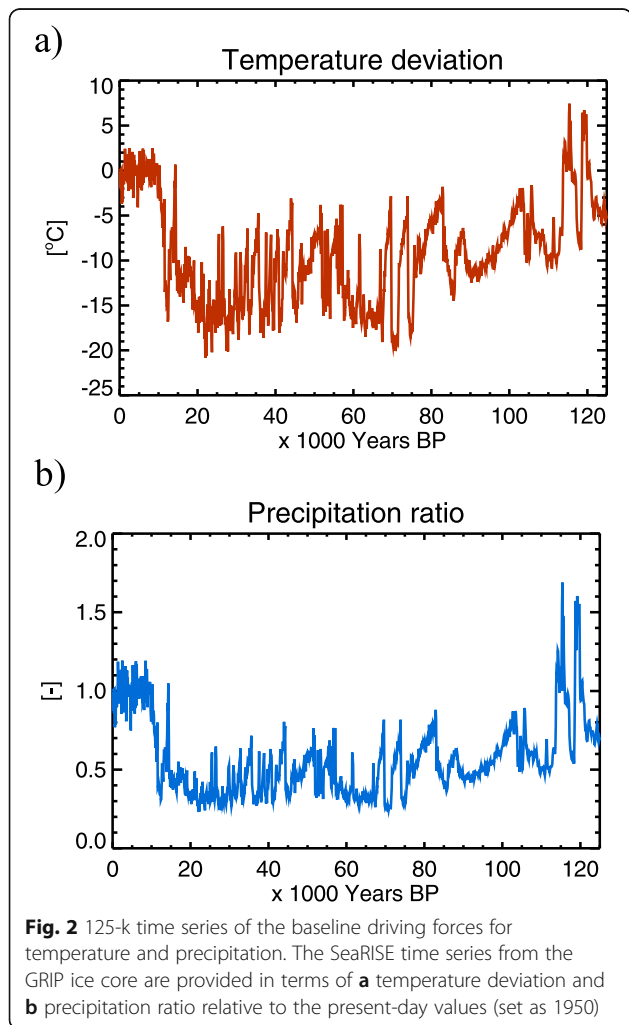 a)
Temperature deviation
10
5
0
-5
-10
-15
-20
-25
[°C]
0 20 40 60 80 100 120
x 1000 Years BP
b)
Precipitation ratio
2.0
1.5
1.0
0.5
0.0
[-]
0 20 40 60 80 100 120
x 1000 Years BP
Fig. 2 125-k time series of the baseline driving forces for
temperature and precipitation. The SeaRISE time series from the
GRIP ice core are provided in terms of a temperature deviation and
b precipitation ratio relative to the present-day values (set as 1950)